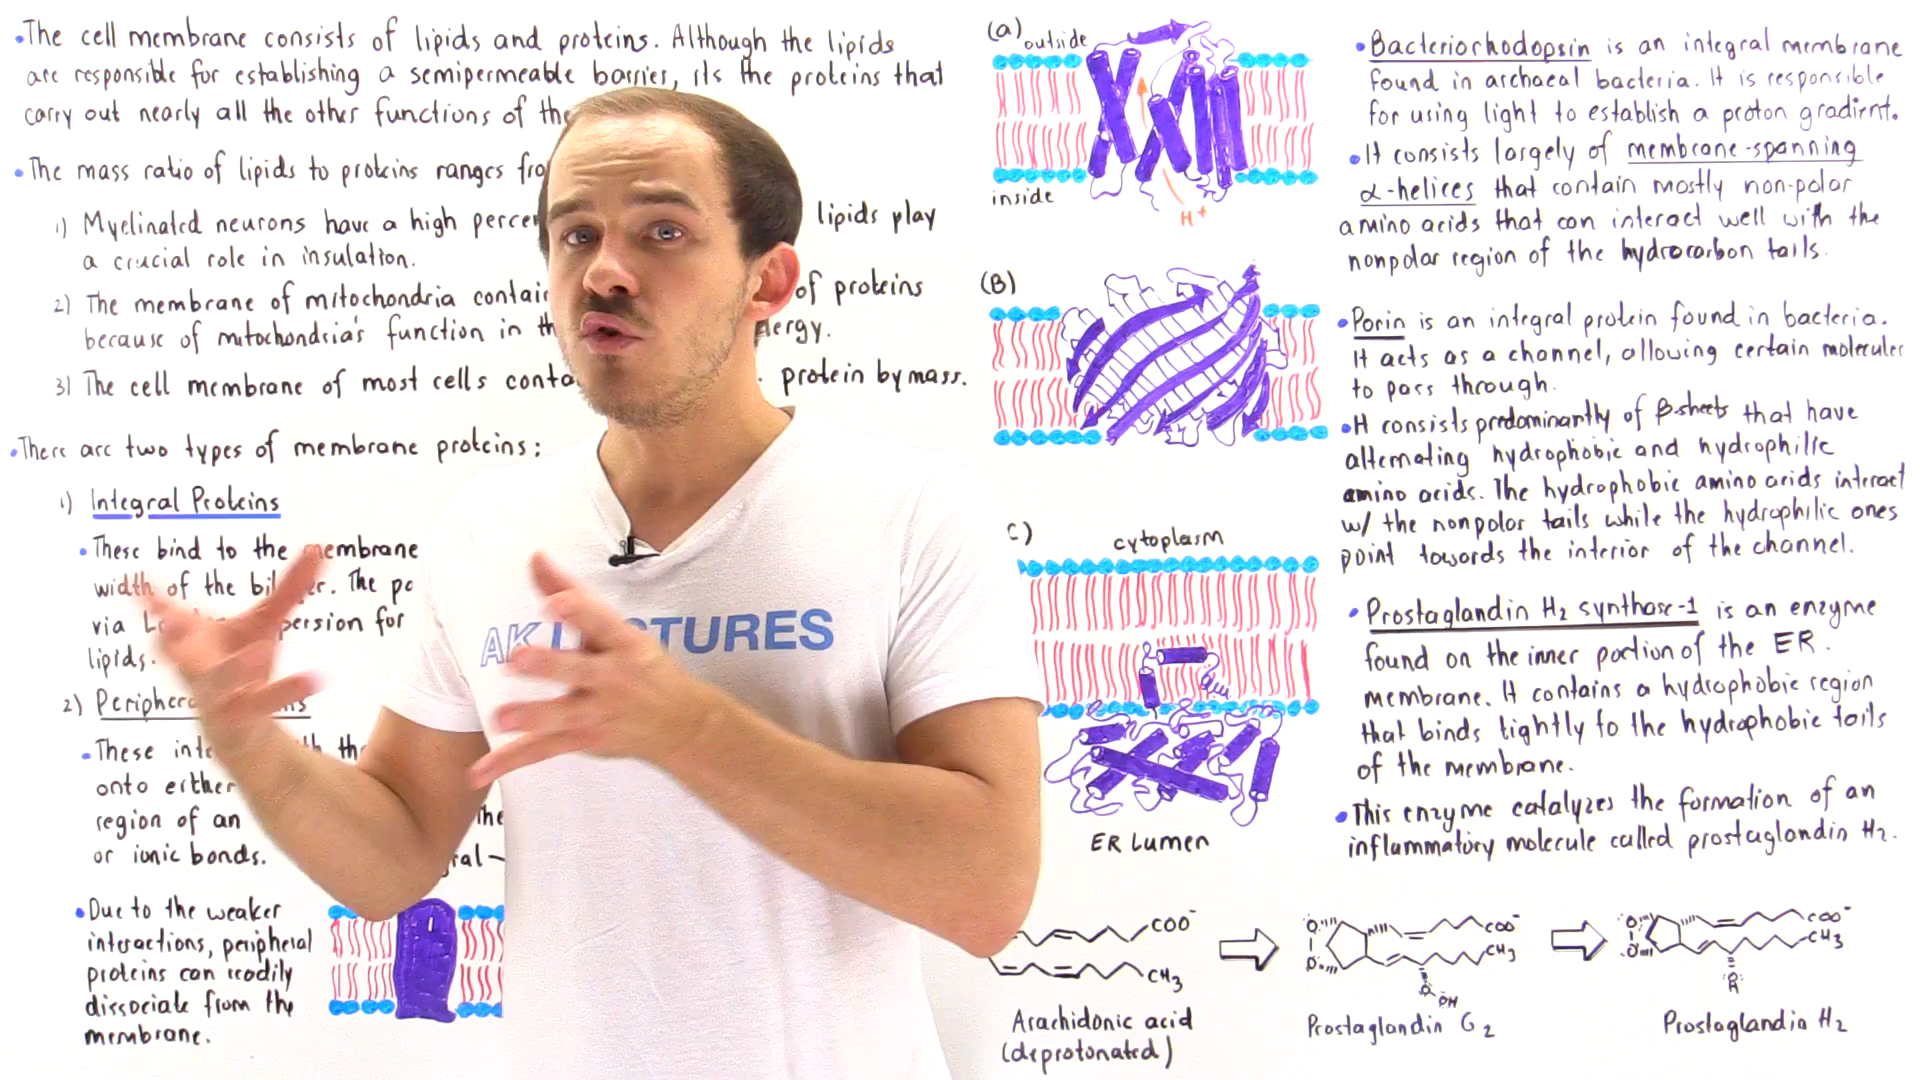 •The cell membrane consists of lipids and proteins. Although the lipids
are responsible for establishing a semipermeable barrier, its the proteins that
carry out nearly all the other functions of the
•The mass ratio of lipids to proteins ranges
1) Myelinated neurons have a high lipids play
a crucial role in insulation.
2) The membrane of mitochondria of proteins
because of mitochondria's function in
3) The cell membrane of most cells protein by mass.
•There are two types of membrane proteins:
1) Integral Proteins
•These bind to the membrane
width of the The
via for
lipids.
2)
•These
onto either
region of an
or ionic bonds.
•Due to the weaker
interactions, peripheral
proteins can readily
dissociate from the
membrane.
AK LECTURES
(a) outside
inside
H+
(B)
C)
cytoplasm
ER Lumen
•Bacteriorhodopsin is an integral membrane
found in archaeal bacteria. It is responsible
for using light to establish a proton gradient.
•It consists largely of membrane-spanning
α-helices that contain mostly non-polar
amino acids that can interact well with the
nonpolar region of the hydrocarbon tails.
•Porin is an integral protein found in bacteria.
It acts as a channel, allowing certain molecules
to pass through.
•It consists predominantly of β-sheets that have
alternating hydrophobic and hydrophilic
amino acids. The hydrophobic amino acids interact
w/ the nonpolar tails while the hydrophilic ones
point towards the interior of the channel.
•Prostaglandin H2 synthase-1 is an enzyme
found on the inner portion of the ER
membrane. It contains a hydrophobic region
that binds tightly to the hydrophobic tails
of the membrane.
•This enzyme catalyzes the formation of an
inflammatory molecule called prostaglandin H2.
COO-
CH3
Arachidonic acid
(deprotonated)
O
O
COO-
CH3
O
OH
Prostaglandin G2
O
O
COO-
CH3
O
R
Prostaglandin H2